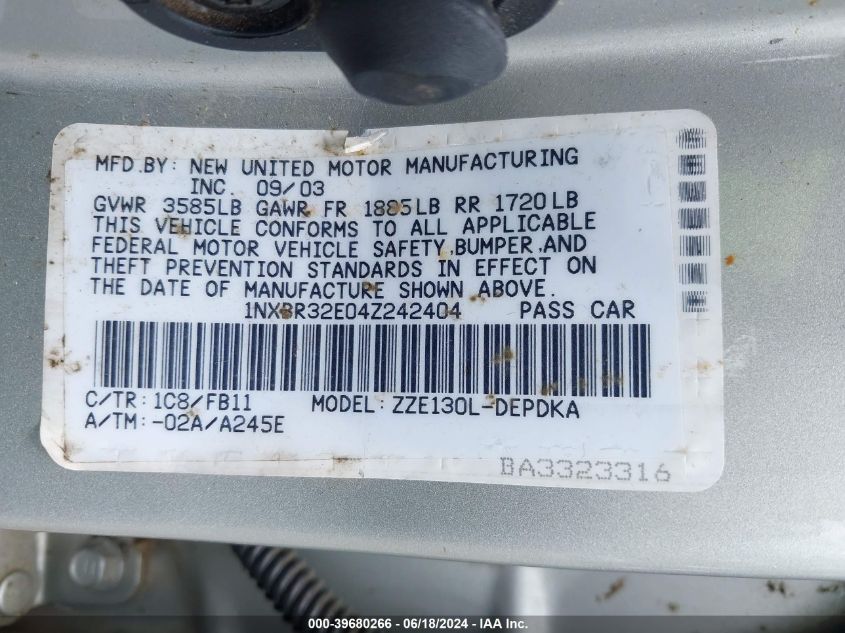 MFD.BY: NEW UNITED MOTOR MANUFACTURING
INC. 09/03
GVWR 3585LB GAWR FR 1885LB RR 1720LB
THIS VEHICLE CONFORMS TO ALL APPLICABLE
FEDERAL MOTOR VEHICLE SAFETY,BUMPER,AND
THEFT PREVENTION STANDARDS IN EFFECT ON
THE DATE OF MANUFACTURE SHOWN ABOVE.
1NXBR32E04Z242404 PASS CAR
C/TR: 1C8/FB11 MODEL: ZZE130L-DEPDKA
A/TM:-02A/A245E
BA3323316
000-39680266 - 06/18/2024 - IAA Inc.